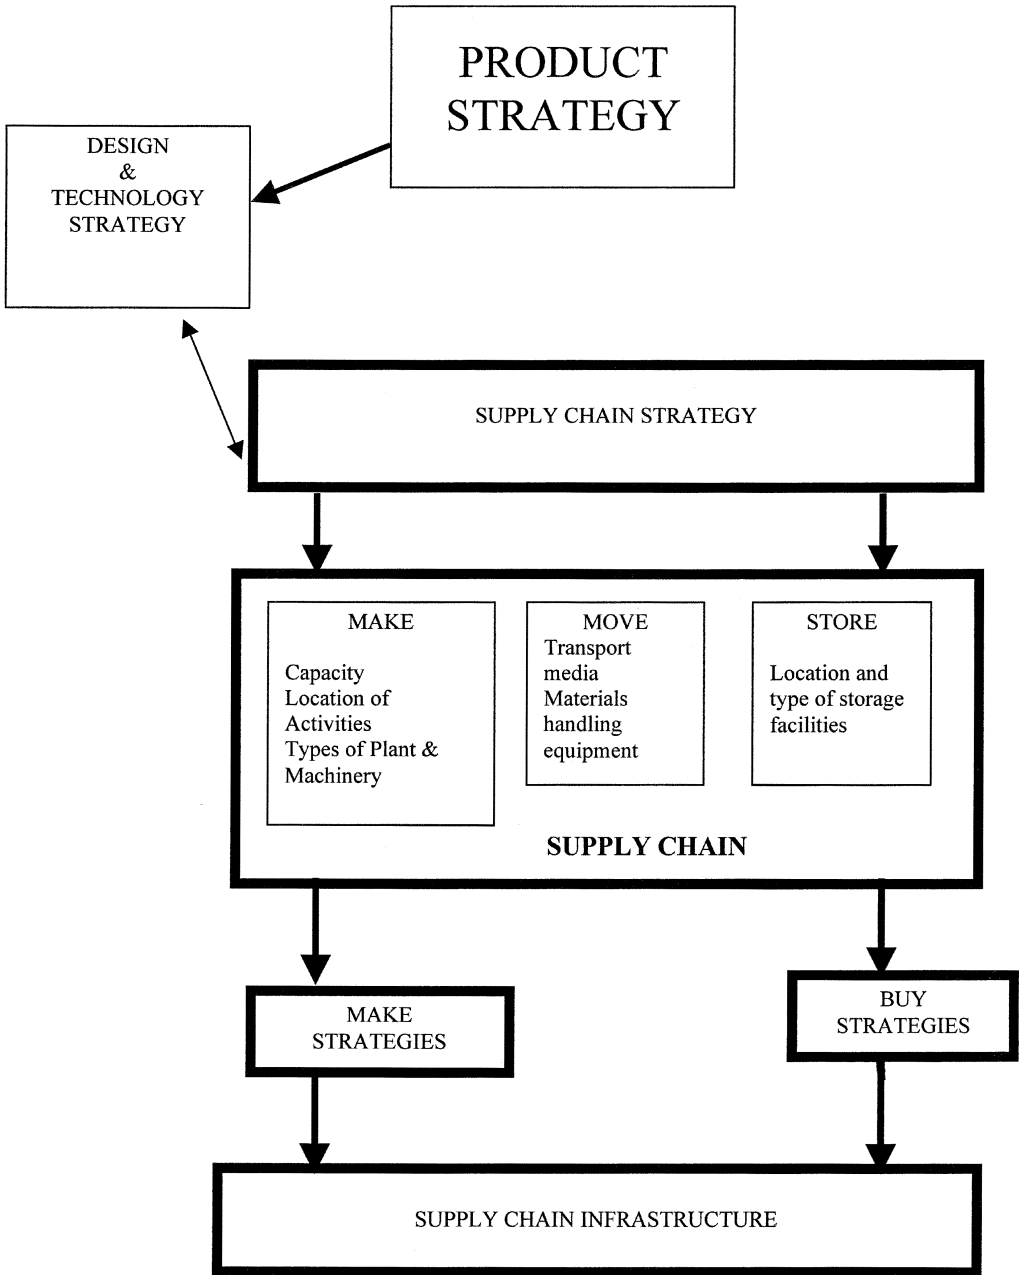 PRODUCT
STRATEGY
DESIGN
&
TECHNOLOGY
STRATEGY
SUPPLY CHAIN STRATEGY
MAKE
Capacity
Location of
Activities
Types of Plant &
Machinery
MOVE
Transport
media
Materials
handling
equipment
STORE
Location and
type of storage
facilities
SUPPLY CHAIN
MAKE
STRATEGIES
BUY
STRATEGIES
SUPPLY CHAIN INFRASTRUCTURE